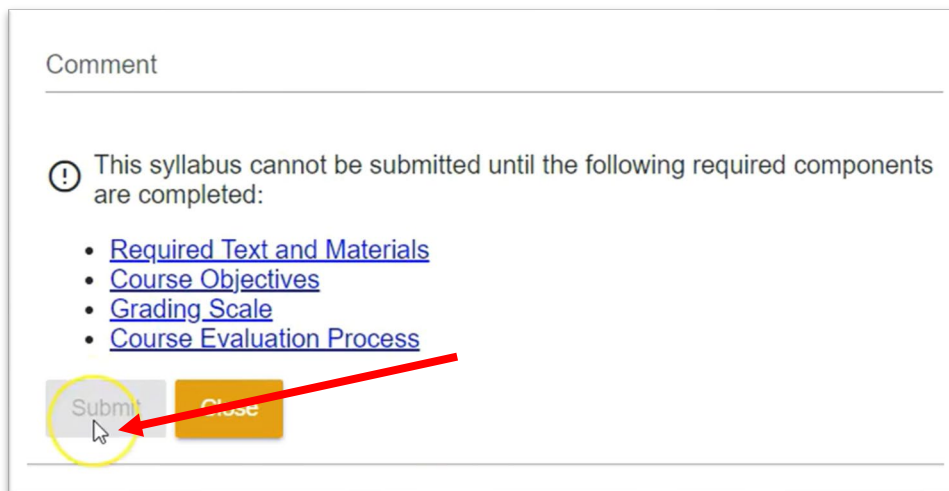 Comment
This syllabus cannot be submitted until the following required components
are completed:
Required Text and Materials
Course Objectives
Grading Scale
Course Evaluation Process
Submit
Close